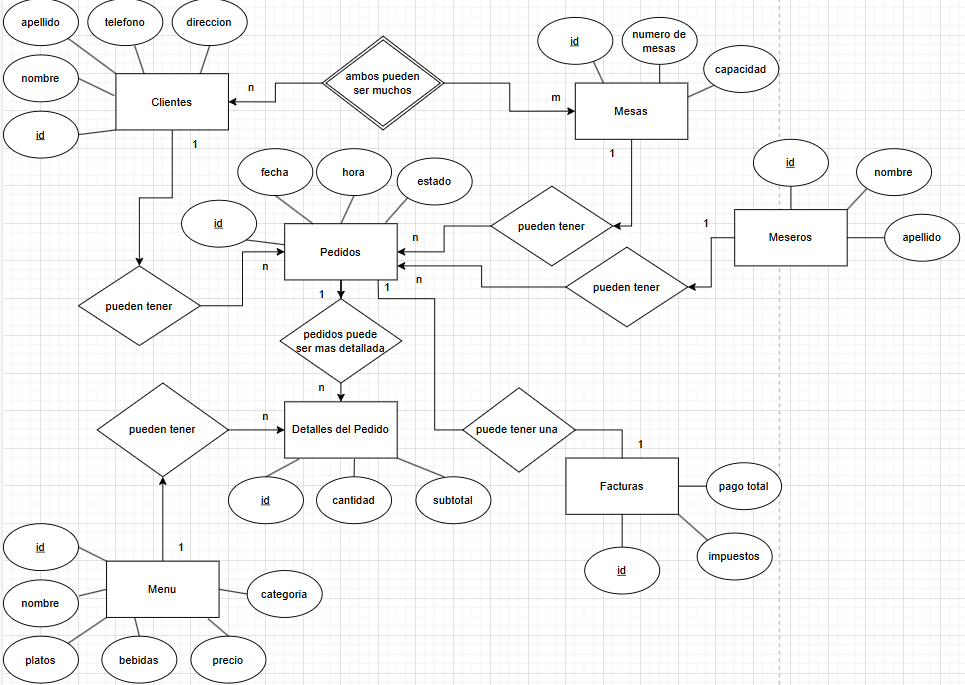 apellido
telefono
direccion
nombre
id
Clientes
n
ambos pueden
ser muchos
m
id
numero de
mesas
capacidad
Mesas
1
1
fecha
hora
estado
id
Pedidos
n
n
n
pueden tener
pueden tener
pueden tener
id
nombre
apellido
Meseros
1
1
1
pedidos puede
ser mas detallada
n
pueden tener
n
Detalles del Pedido
puede tener una
1
id
cantidad
subtotal
Facturas
pago total
impuestos
id
1
id
nombre
platos
bebidas
precio
categoria
Menu